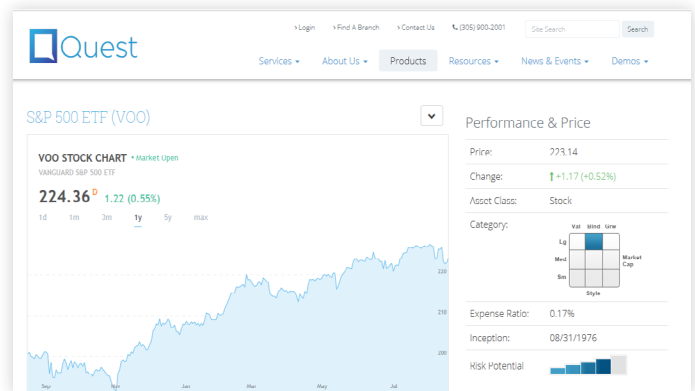 Login Find A Branch Contact Us (305) 900-2001 Site Search Search
Quest
Services About Us Products Resources News & Events Demos
S&P 500 ETF (VOO)
VOO STOCK CHART • Market Open
VANGUARD S&P 500 ETF
224.36 D 1.22 (0.55%)
1d 1m 3m 1y 5y max
220
210
200
Sep Nov Jan Mar May Jul
Performance & Price
Price: 223.14
Change: +1.17 (+0.52%)
Asset Class: Stock
Category:
Val Blnd Grw
Lg
Med
Sm
Market
Cap
Style
Expense Ratio: 0.17%
Inception: 08/31/1976
Risk Potential